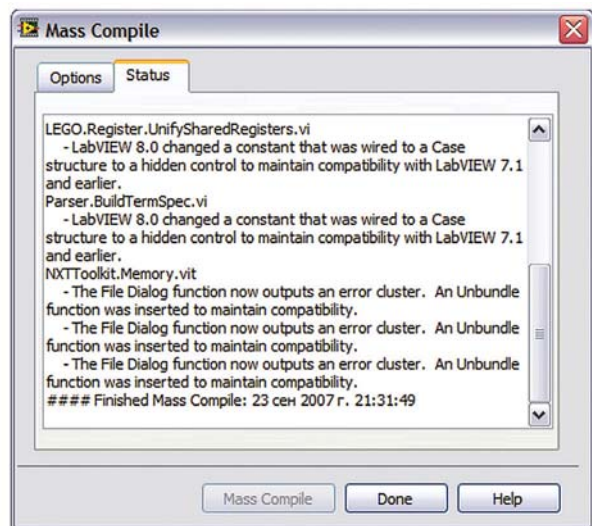 Mass Compile
Options Status
LEGO.Register.UnifySharedRegisters.vi
- LabVIEW 8.0 changed a constant that was wired to a Case
structure to a hidden control to maintain compatibility with LabVIEW 7.1
and earlier.
Parser.BuildTermSpec.vi
- LabVIEW 8.0 changed a constant that was wired to a Case
structure to a hidden control to maintain compatibility with LabVIEW 7.1
and earlier.
NXTToolkit.Memory.vit
- The File Dialog function now outputs an error cluster. An Unbundle
function was inserted to maintain compatibility.
- The File Dialog function now outputs an error cluster. An Unbundle
function was inserted to maintain compatibility.
- The File Dialog function now outputs an error cluster. An Unbundle
function was inserted to maintain compatibility.
#### Finished Mass Compile: 23 сен 2007 г. 21:31:49
Mass Compile Done Help